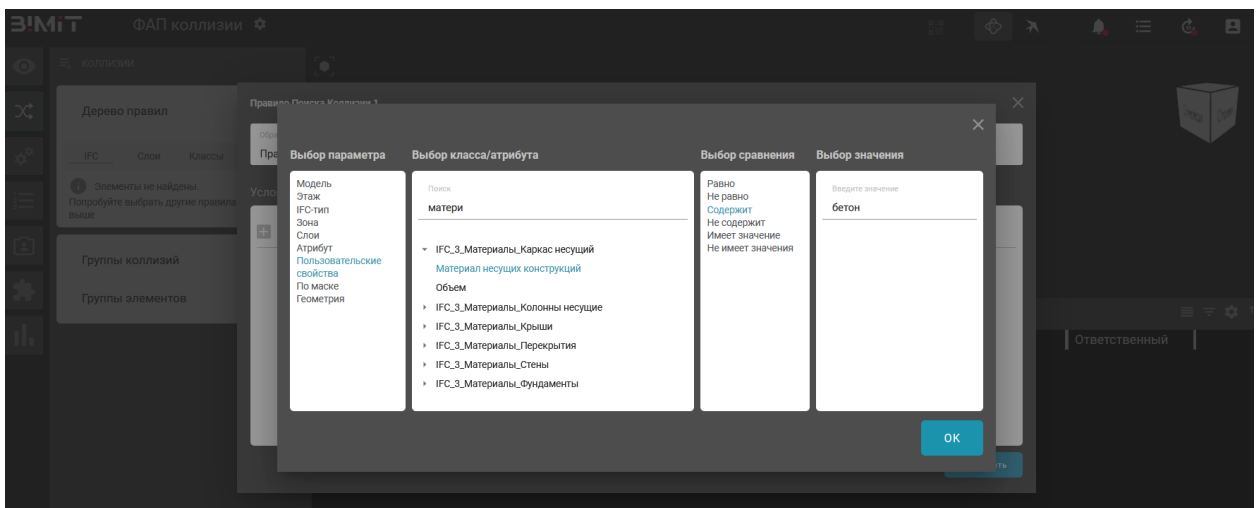 BIMiT
ФАП коллизии
КОЛЛИЗИИ
Дерево правил
IFC Слои Классы
Элементы не найдены.
Попробуйте выбрать другие правила
выше
Группы коллизий
Группы элементов
Правило Поиска Коллизии 1
Выбор параметра
Модель
Этаж
IFC-тип
Зона
Слои
Атрибут
Пользовательские
свойства
По маске
Геометрия
Выбор класса/атрибута
Поиск
матери
IFC_3_Материалы_Каркас несущий
Материал несущих конструкций
Объем
IFC_3_Материалы_Колонны несущие
IFC_3_Материалы_Крыши
IFC_3_Материалы_Перекрытия
IFC_3_Материалы_Стены
IFC_3_Материалы_Фундаменты
Выбор сравнения
Равно
Не равно
Содержит
Не содержит
Имеет значение
Не имеет значения
Выбор значения
Введите значение
бетон
OK
Ответственный